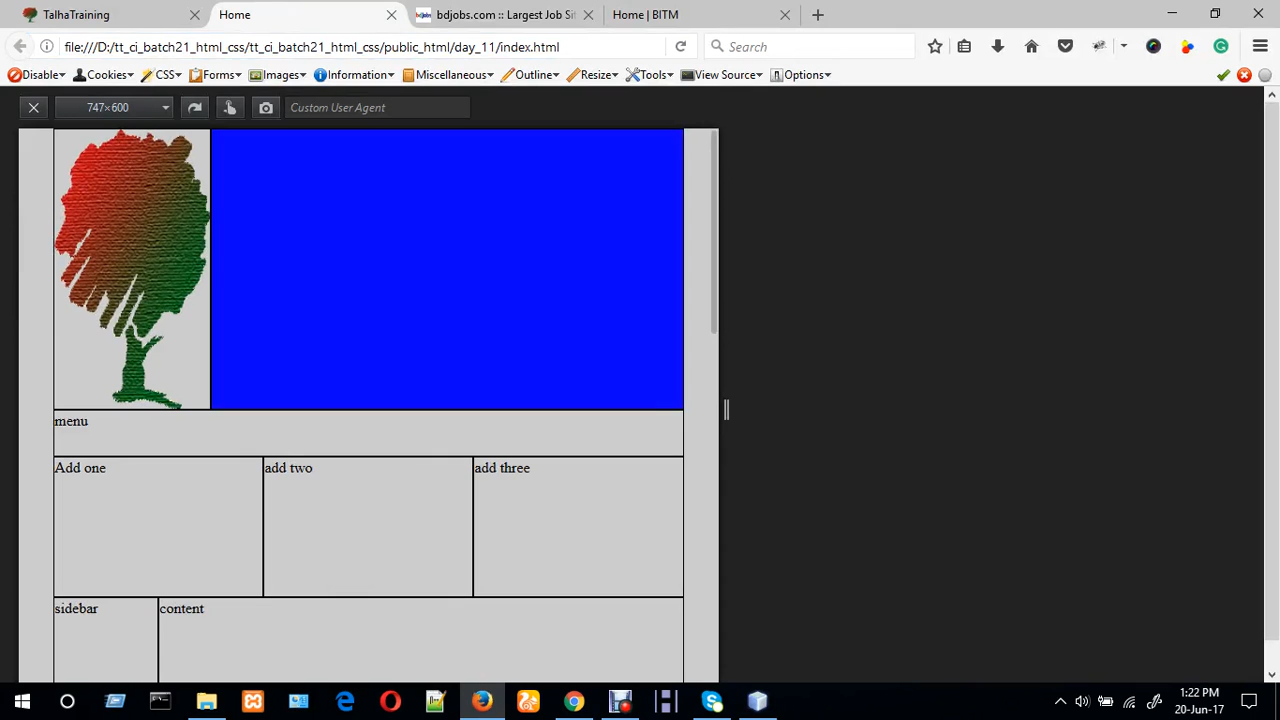 TalhaTraining
Home
bdjobs.com :: Largest Job Si
Home | BITM
file:///D:/tt_ci_batch21_html_css/tt_ci_batch21_html_css/public_html/day_11/index.html
Search
Disable
Cookies
CSS
Forms
Images
Information
Miscellaneous
Outline
Resize
Tools
View Source
Options
747×600
Custom User Agent
menu
Add one
add two
add three
sidebar
content
1:22 PM
20-Jun-17